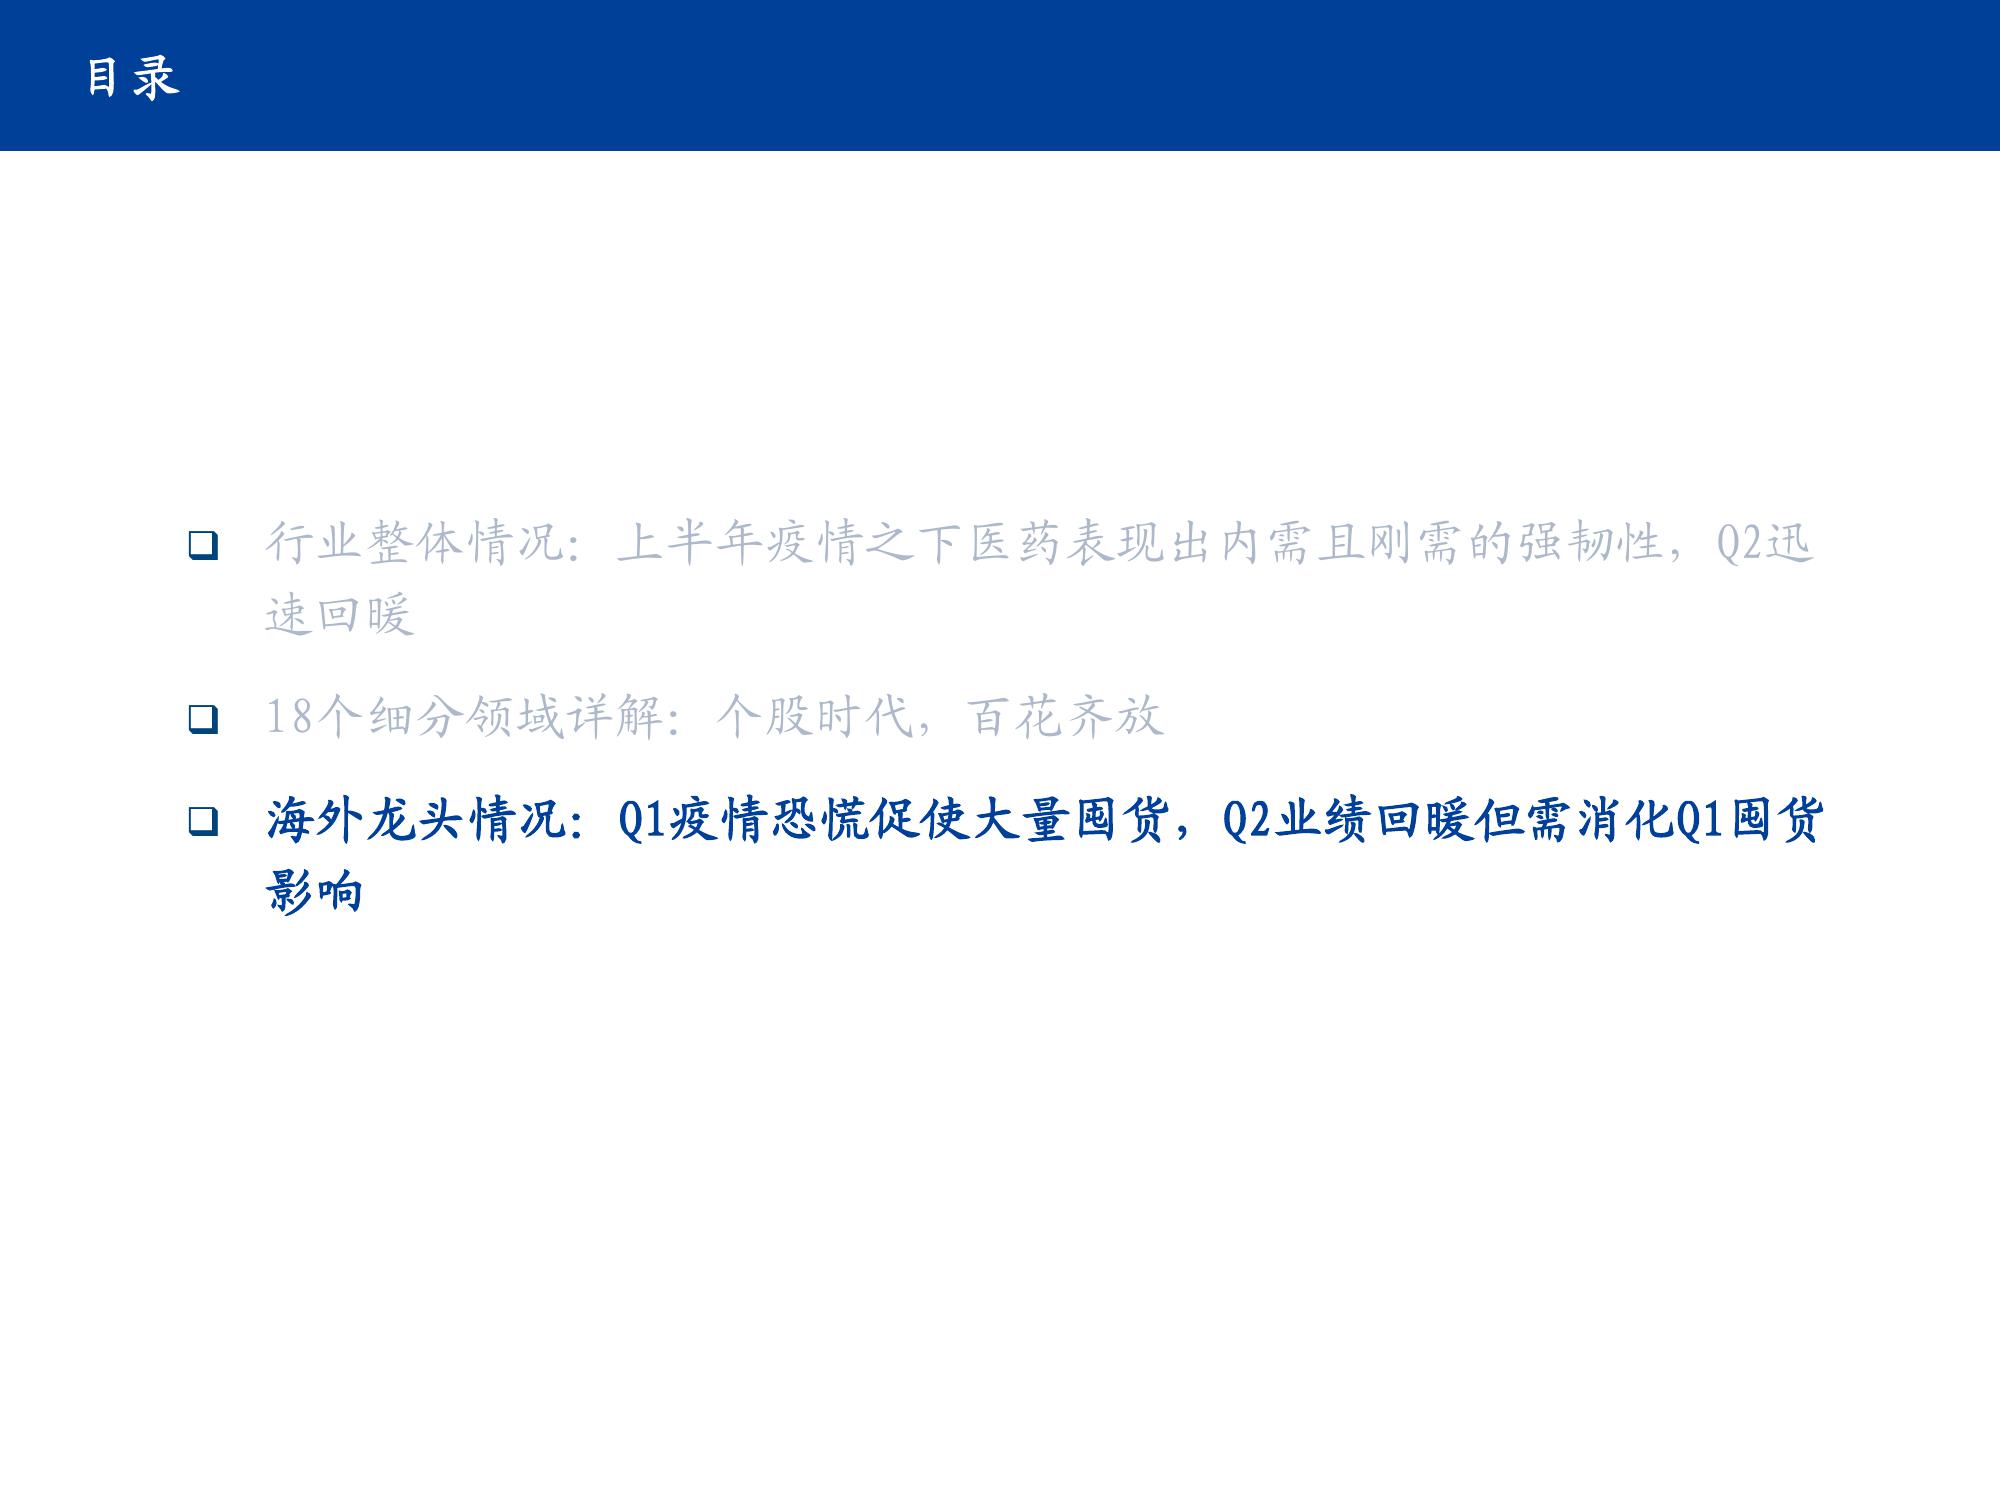 目录
行业整体情况：上半年疫情之下医药表现出内需且刚需的强韧性，Q2迅
速回暖
18个细分领域详解：个股时代，百花齐放
海外龙头情况：Q1疫情恐慌促使大量囤货，Q2业绩回暖但需消化Q1囤货
影响